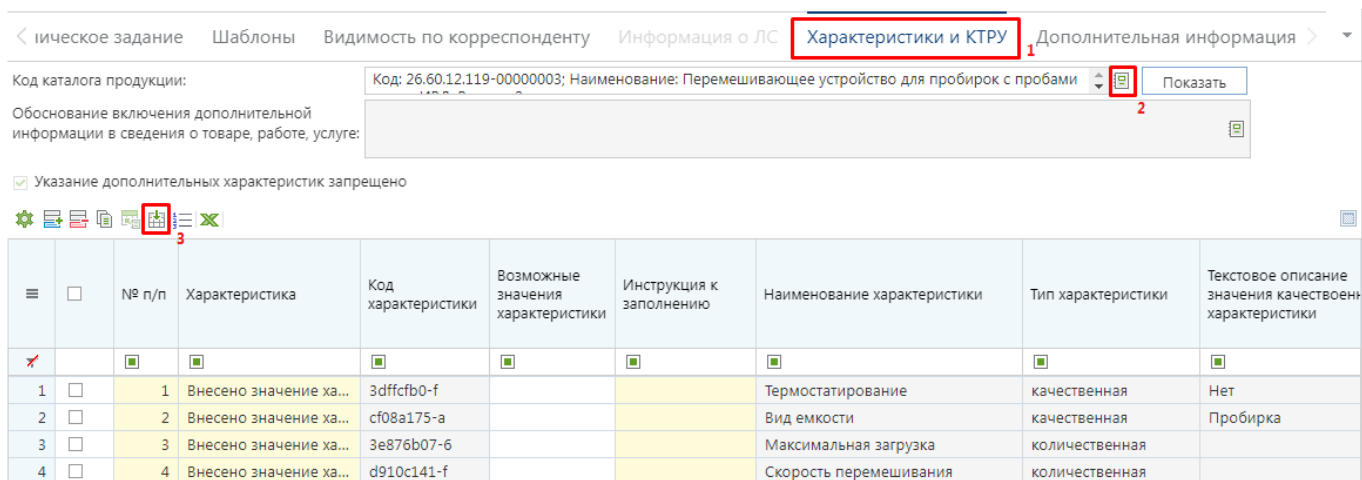 ническое задание Шаблоны Видимость по корреспонденту Информация о ЛС Характеристики и КТРУ 1 Дополнительная информация
Код каталога продукции: Код: 26.60.12.119-00000003; Наименование: Перемешивающее устройство для пробирок с пробами Показать
2
Обоснование включения дополнительной
информации в сведения о товаре, работе, услуге:
Указание дополнительных характеристик запрещено
3
№ п/п Характеристика Код характеристики Возможные значения характеристики Инструкция к заполнению Наименование характеристики Тип характеристики Текстовое описание значения качественн характеристики
1 1 Внесено значение ха... 3dffcfb0-f Термостатирование качественная Нет
2 2 Внесено значение ха... cf08a175-a Вид емкости качественная Пробирка
3 3 Внесено значение ха... 3e876b07-6 Максимальная загрузка количественная
4 4 Внесено значение ха... d910c141-f Скорость перемешивания количественная